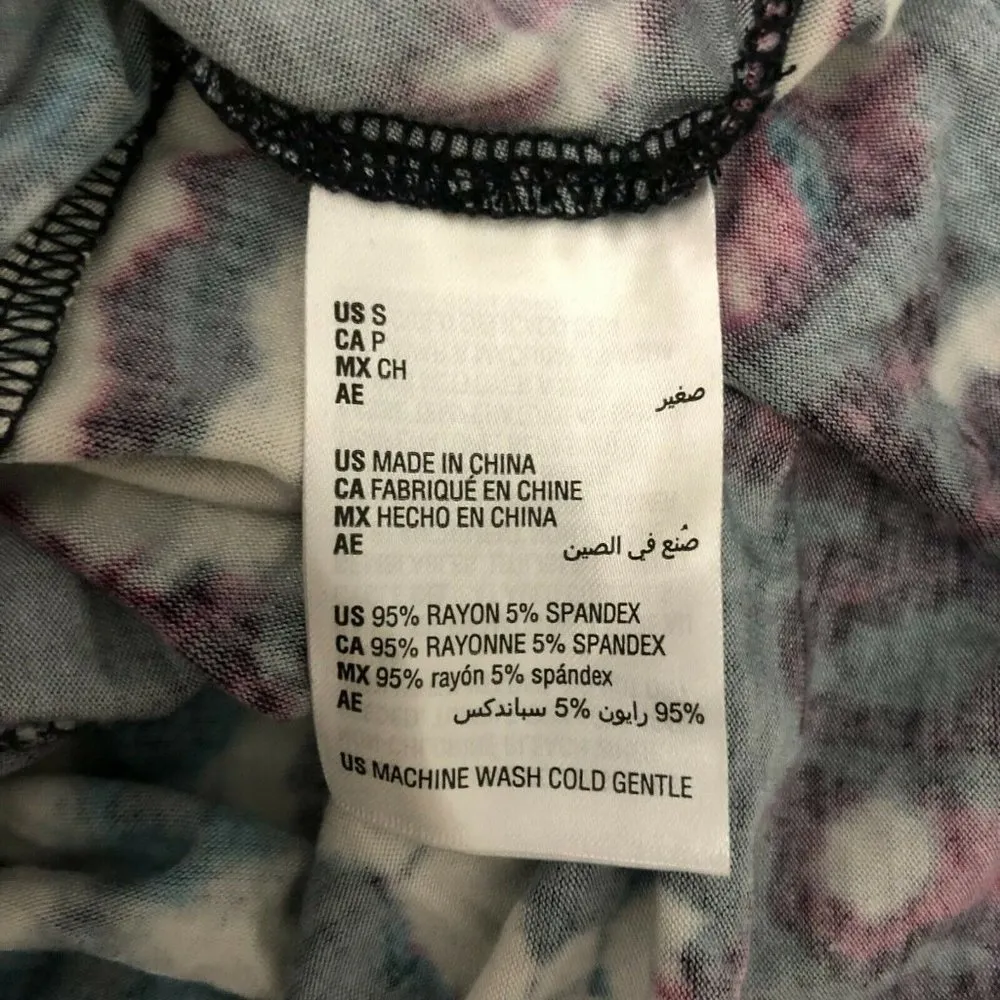 US S
CA P
MX CH
AE صغير
US MADE IN CHINA
CA FABRIQUÉ EN CHINE
MX HECHO EN CHINA
AE صُنع في الصين
US 95% RAYON 5% SPANDEX
CA 95% RAYONNE 5% SPANDEX
MX 95% rayón 5% spándex
AE 95% رايون 5% سباندكس
US MACHINE WASH COLD GENTLE